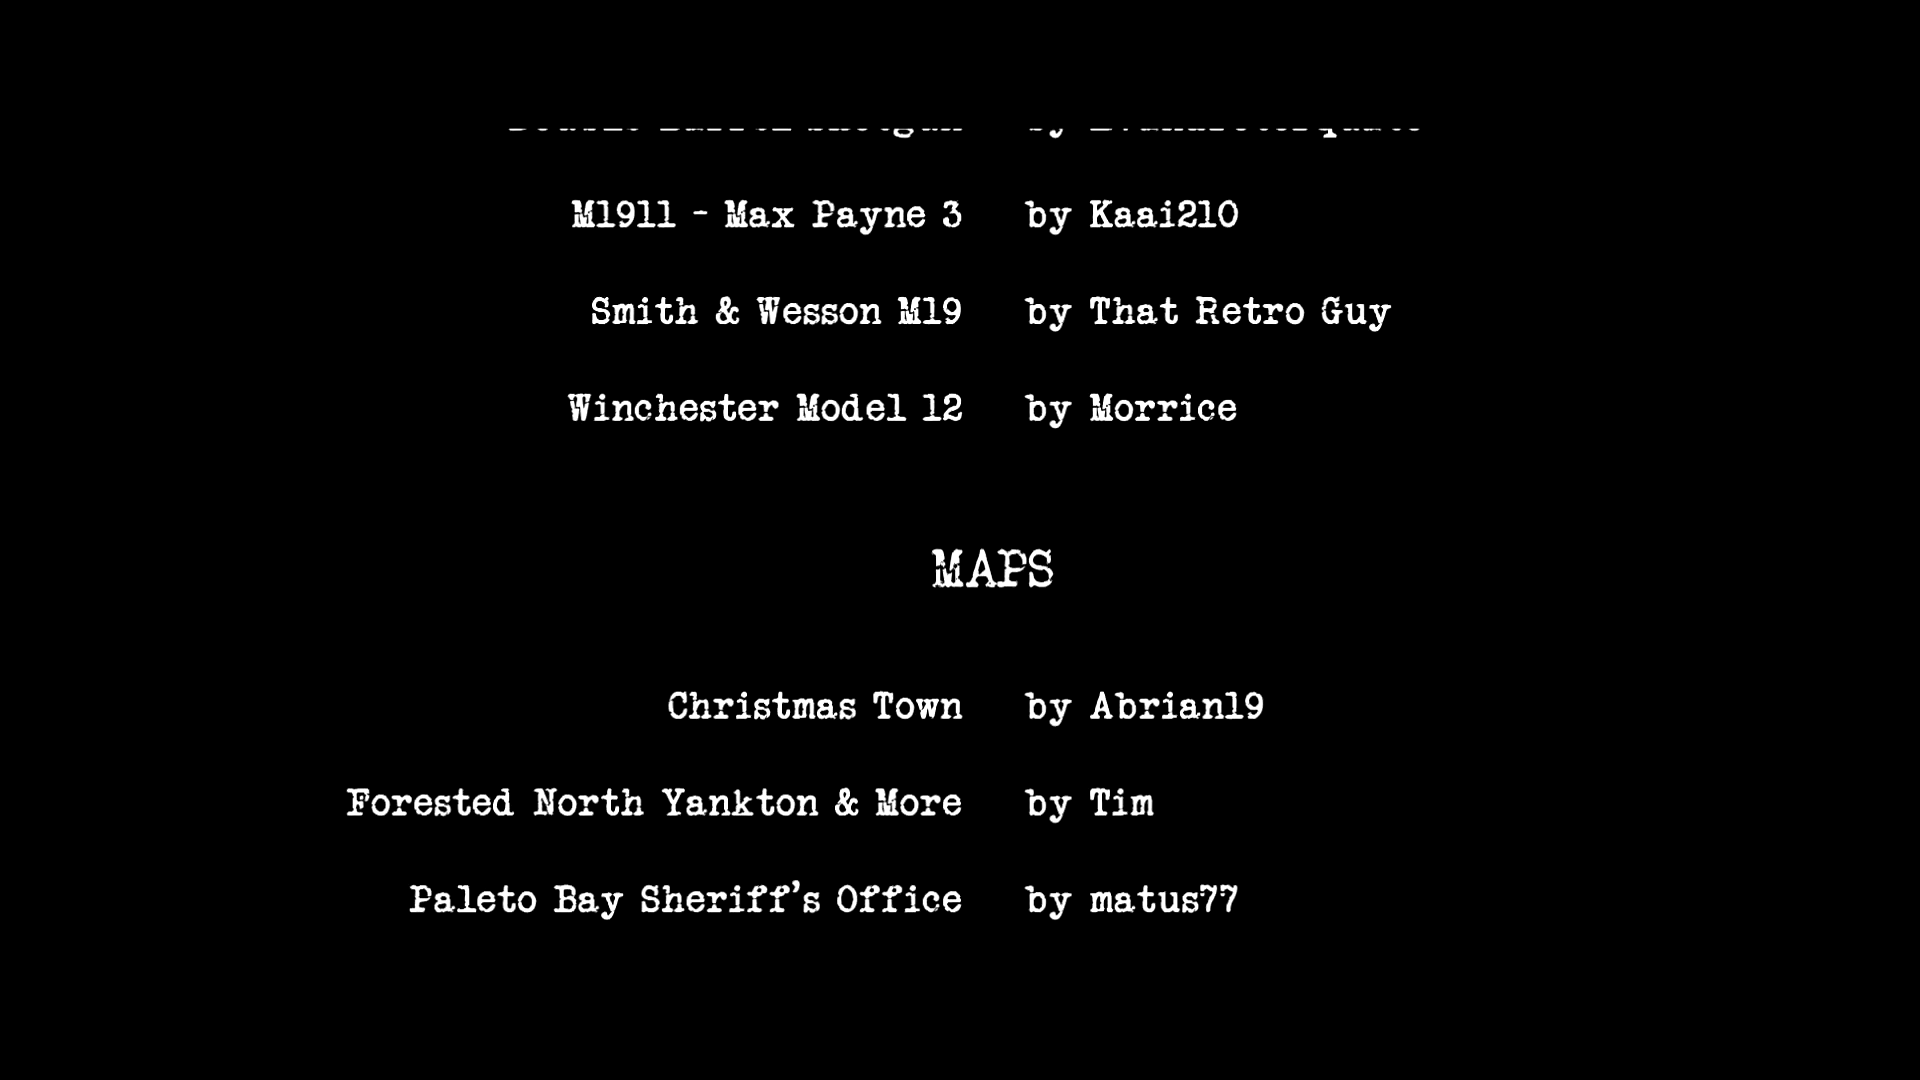 M1911 - Max Payne 3 by Kaai210
Smith & Wesson M19 by That Retro Guy
Winchester Model 12 by Morrice
MAPS
Christmas Town by Abrian19
Forested North Yankton & More by Tim
Paleto Bay Sheriff's Office by matus77